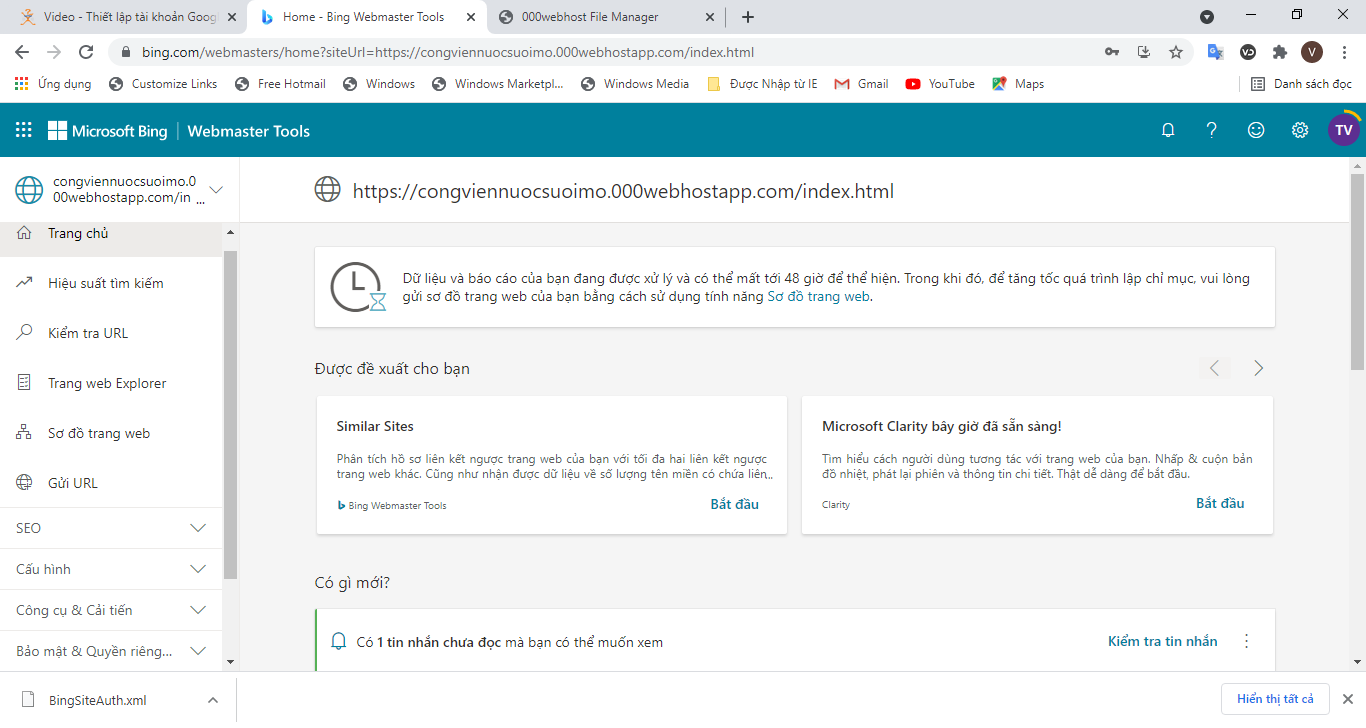 Video - Thiết lập tài khoản Goog
Home - Bing Webmaster Tools
000webhost File Manager
bing.com/webmasters/home?siteUrl=https://congviennuocsuoimo.000webhostapp.com/index.html
V
Ứng dụng
Customize Links
Free Hotmail
Windows
Windows Marketpl...
Windows Media
Được Nhập từ IE
Gmail
YouTube
Maps
Danh sách đọc
Microsoft Bing
Webmaster Tools
TV
congviennuocsuoimo.0
00webhostapp.com/in ...
https://congviennuocsuoimo.000webhostapp.com/index.html
Trang chủ
Hiệu suất tìm kiếm
Kiểm tra URL
Trang web Explorer
Sơ đồ trang web
Gửi URL
SEO
Cấu hình
Công cụ & Cải tiến
Bảo mật & Quyền riêng...
Dữ liệu và báo cáo của bạn đang được xử lý và có thể mất tới 48 giờ để thể hiện. Trong khi đó, để tăng tốc quá trình lập chỉ mục, vui lòng
gửi sơ đồ trang web của bạn bằng cách sử dụng tính năng Sơ đồ trang web.
Được đề xuất cho bạn
Similar Sites
Phân tích hồ sơ liên kết ngược trang web của bạn với tối đa hai liên kết ngược
trang web khác. Cũng như nhận được dữ liệu về số lượng tên miền có chứa liên...
Bing Webmaster Tools
Bắt đầu
Microsoft Clarity bây giờ đã sẵn sàng!
Tìm hiểu cách người dùng tương tác với trang web của bạn. Nhấp & cuộn bản
đồ nhiệt, phát lại phiên và thông tin chi tiết. Thật dễ dàng để bắt đầu.
Clarity
Bắt đầu
Có gì mới?
Có 1 tin nhắn chưa đọc mà bạn có thể muốn xem
Kiểm tra tin nhắn
BingSiteAuth.xml
Hiển thị tất cả